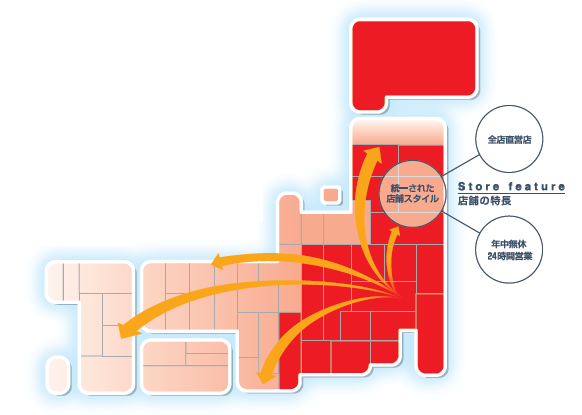 全店直営店
統一された
店舗スタイル
Store feature
店舗の特長
年中無休
24時間営業